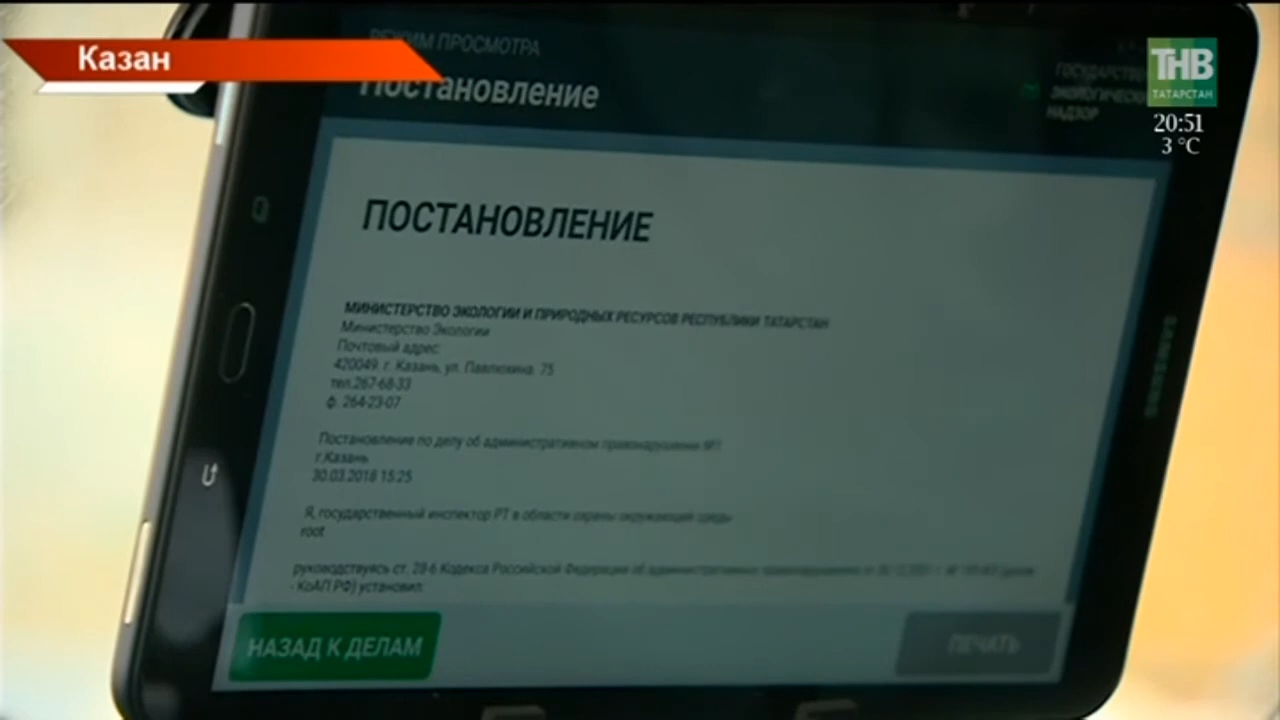 Казан
РЕЖИМ ПРОСМОТРА
Постановление
ГОСУДАРСТВЕН
ЭКОЛОГИЧЕСКИ
НАДЗОР
ТНВ
ТАТАРСТАН
20:51
3 °C
ПОСТАНОВЛЕНИЕ
МИНИСТЕРСТВО ЭКОЛОГИИ И ПРИРОДНЫХ РЕСУРСОВ РЕСПУБЛИКИ ТАТАРСТАН
Министерство Экологии
Почтовый адрес:
420049. г. Казань, ул. Павлюхина. 75
тел.267-68-33
ф. 264-23-07
Постановление по делу об административном правонарушении №1
г.Казань
30.03.2018 15:25
Я, государственный инспектор РТ в области охраны окружающей среды
root
руководствуясь ст. 28-6 Кодекса Российской Федерации об административных правонарушениях от
- КоАП РФ) установил:
НАЗАД К ДЕЛАМ
ПЕЧАТЬ
SAMSUNG